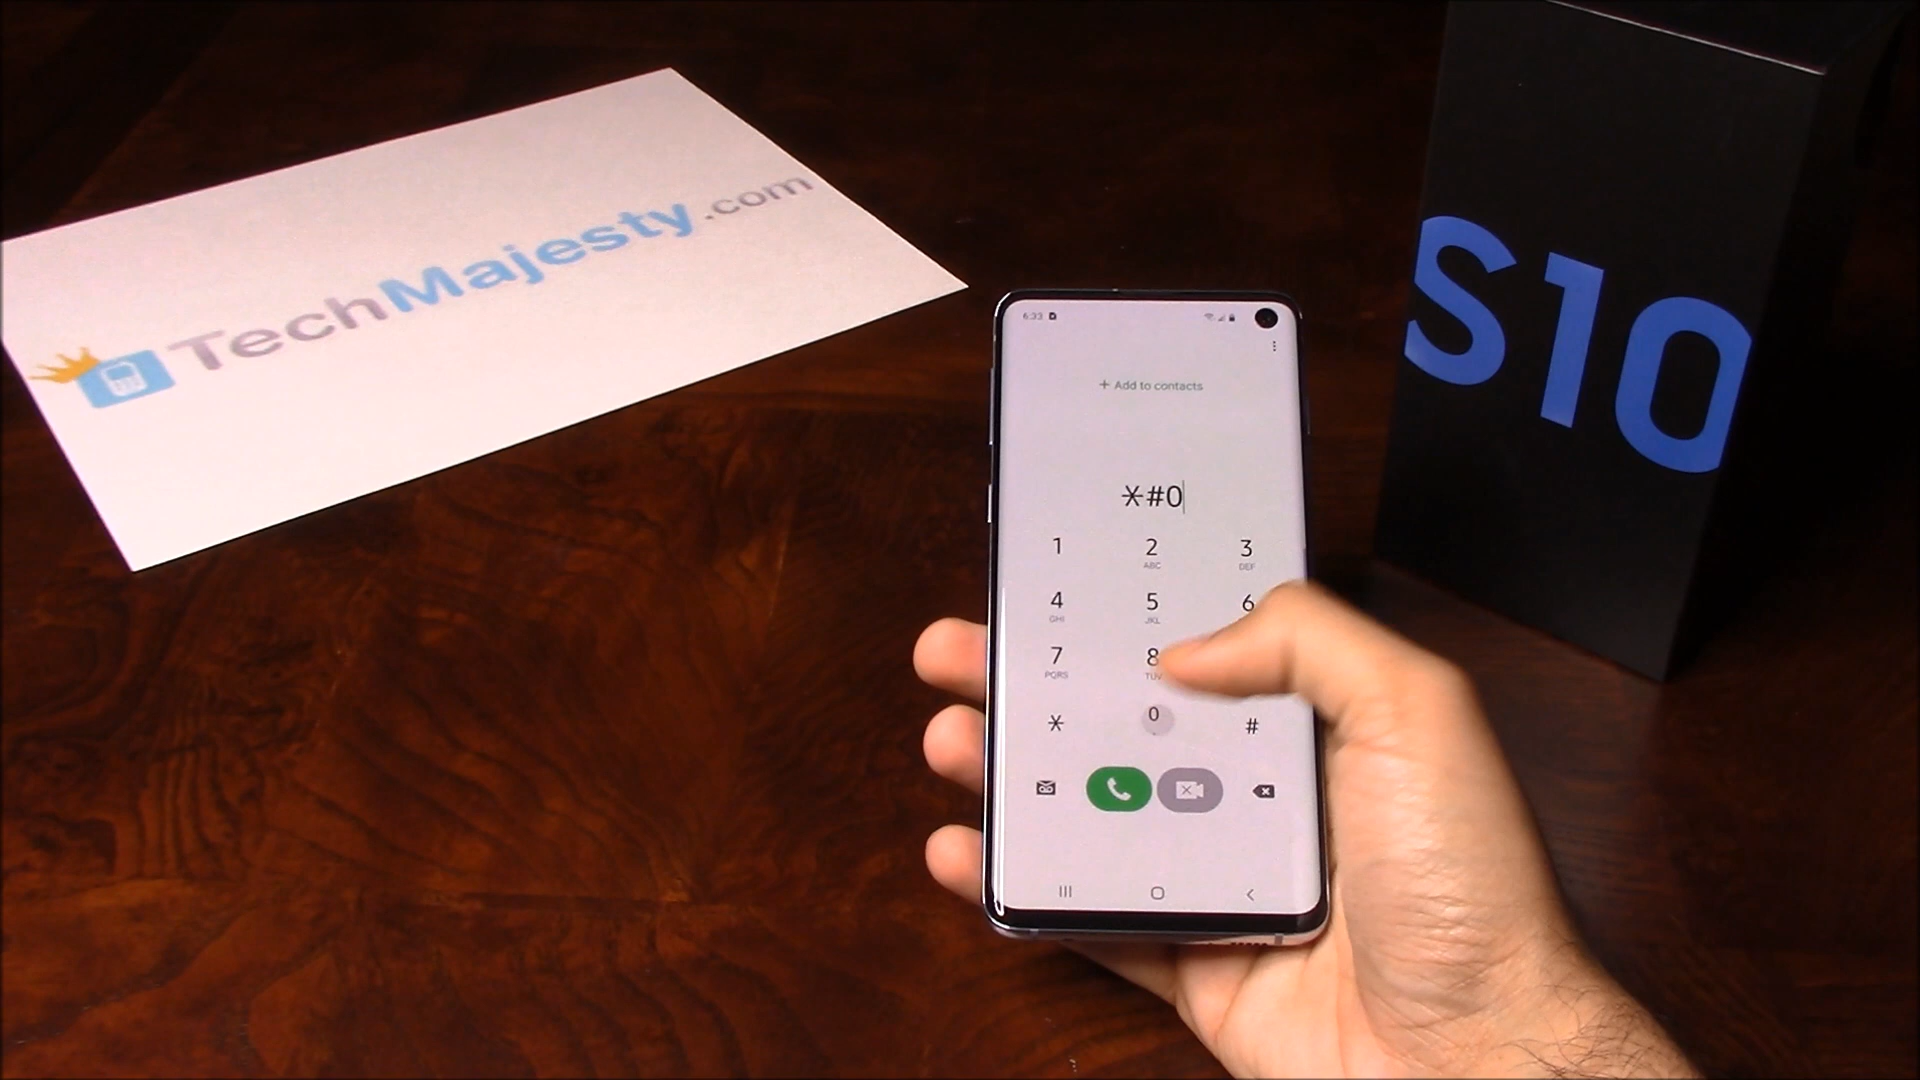 TechMajesty.com
S10
6:33
+ Add to contacts
*#0
1
2 ABC
3 DEF
4 GHI
5 JKL
6
7 PQRS
8 TUV
*
0
#